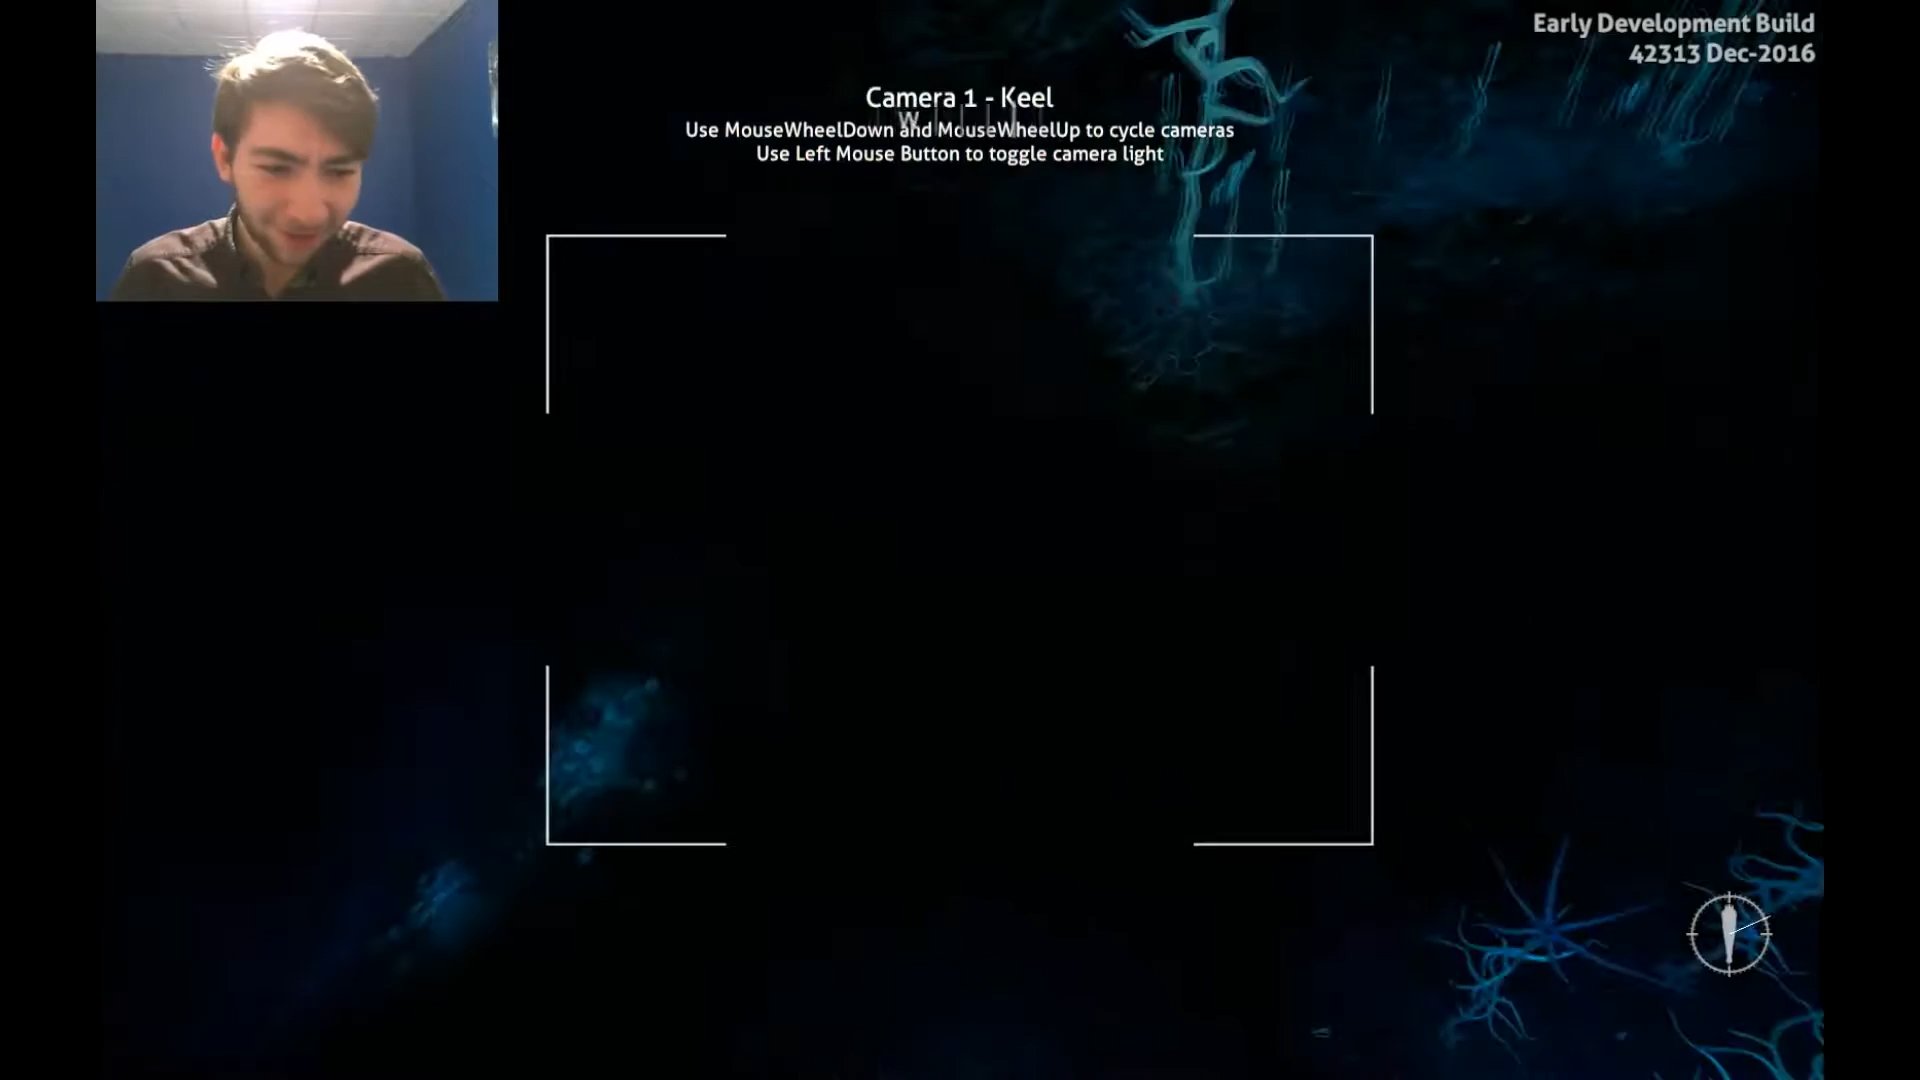 Early Development Build
42313 Dec-2016
Camera 1 - Keel
W
Use MouseWheelDown and MouseWheelUp to cycle cameras
Use Left Mouse Button to toggle camera light